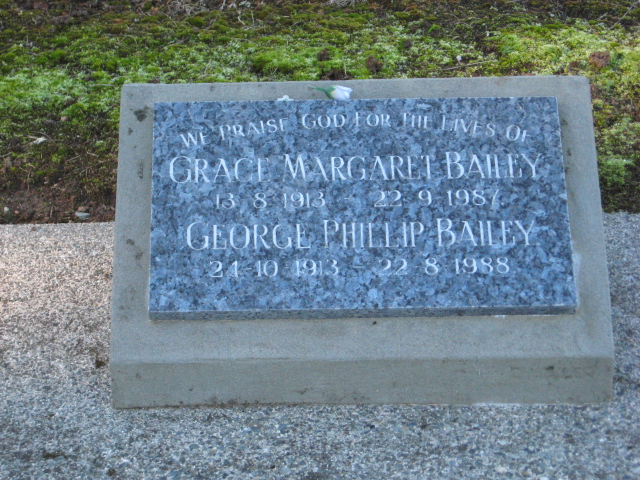 We Praise God For The Lives Of
Grace Margaret Bailey
13·8·1913 - 22·9·1987
George Phillip Bailey
24-10-1913 - 22·8·1988